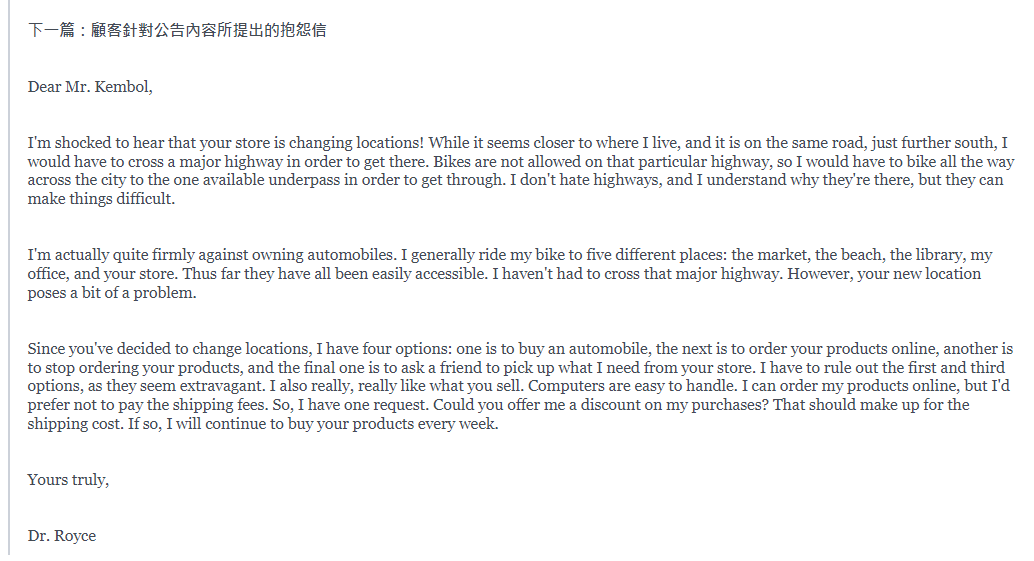 下一篇：顧客針對公告內容所提出的抱怨信
Dear Mr. Kembol,
I'm shocked to hear that your store is changing locations! While it seems closer to where I live, and it is on the same road, just further south, I
would have to cross a major highway in order to get there. Bikes are not allowed on that particular highway, so I would have to bike all the way
across the city to the one available underpass in order to get through. I don't hate highways, and I understand why they're there, but they can
make things difficult.
I'm actually quite firmly against owning automobiles. I generally ride my bike to five different places: the market, the beach, the library, my
office, and your store. Thus far they have all been easily accessible. I haven't had to cross that major highway. However, your new location
poses a bit of a problem.
Since you've decided to change locations, I have four options: one is to buy an automobile, the next is to order your products online, another is
to stop ordering your products, and the final one is to ask a friend to pick up what I need from your store. I have to rule out the first and third
options, as they seem extravagant. I also really, really like what you sell. Computers are easy to handle. I can order my products online, but I'd
prefer not to pay the shipping fees. So, I have one request. Could you offer me a discount on my purchases? That should make up for the
shipping cost. If so, I will continue to buy your products every week.
Yours truly,
Dr. Royce